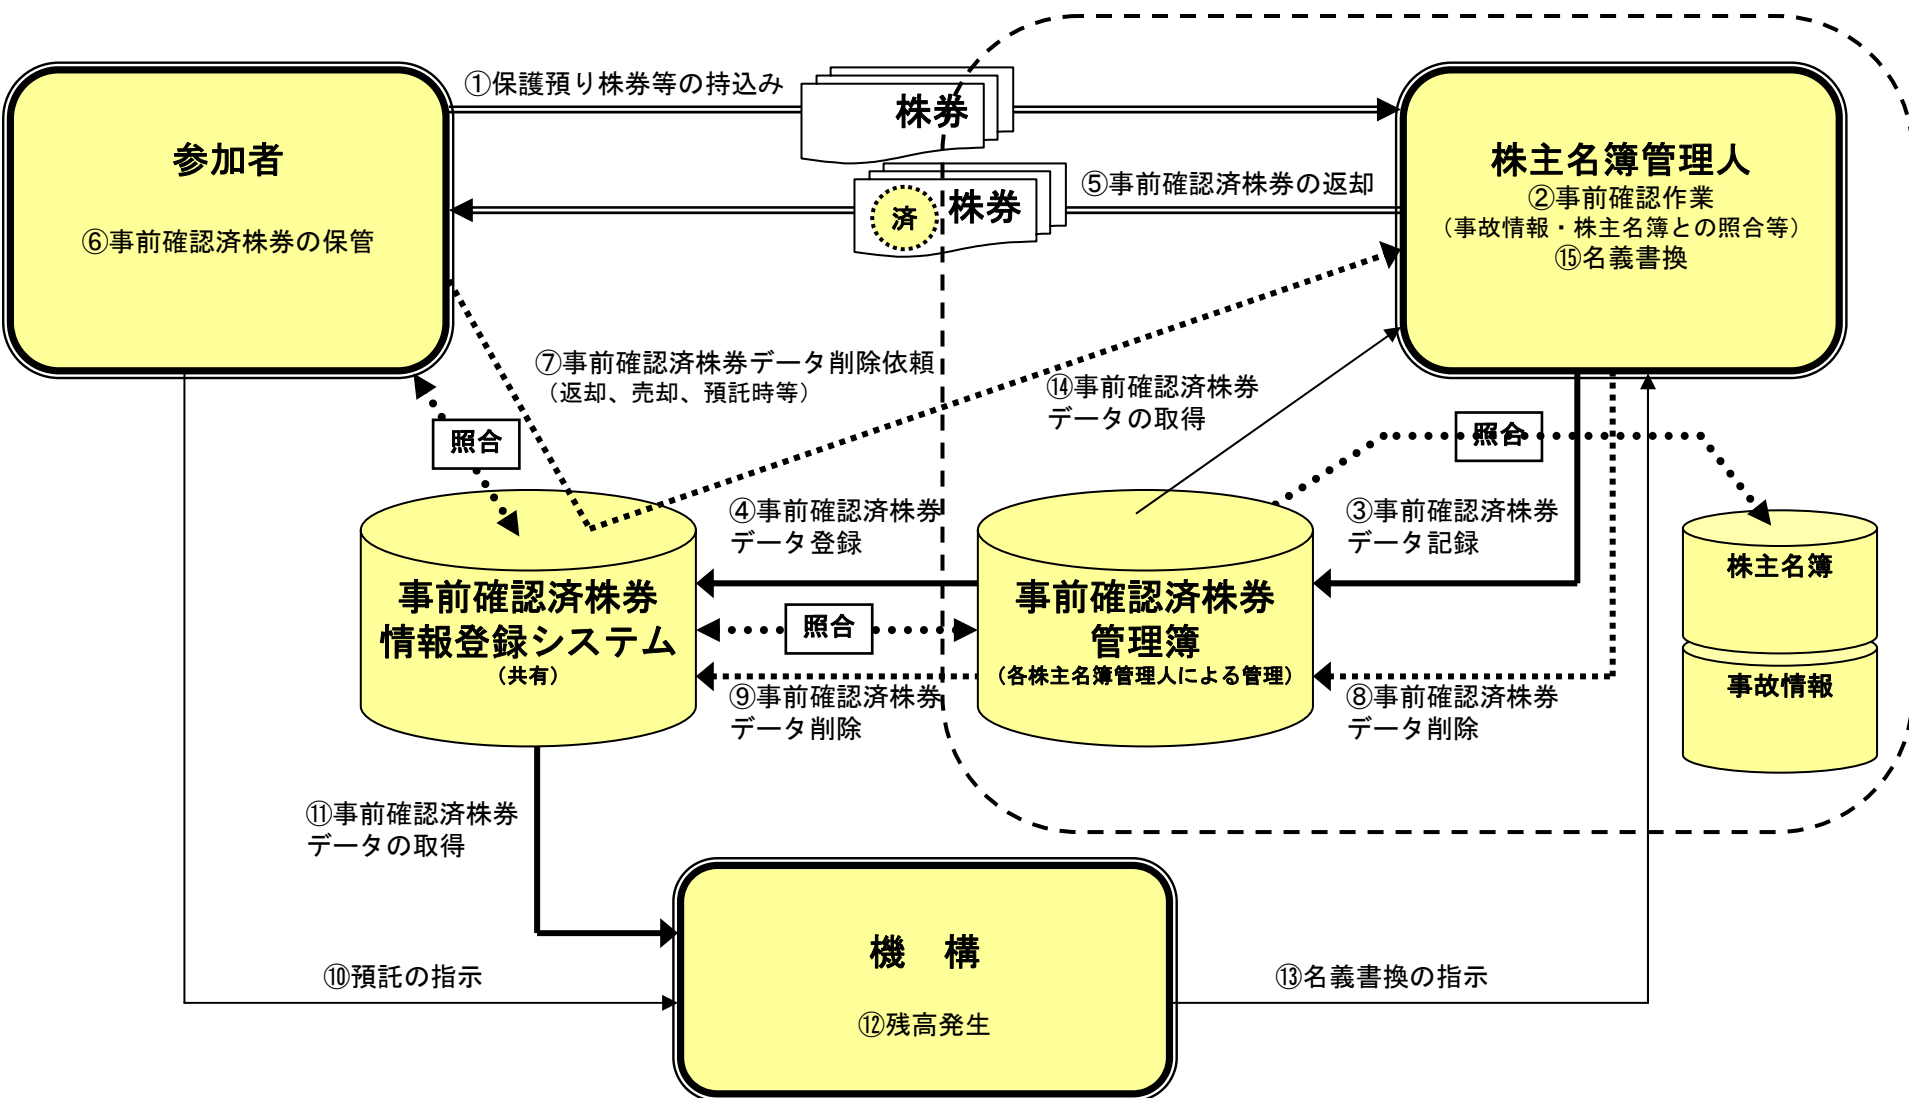 ①保護預り株券等の持込み
株券
参加者
⑥事前確認済株券の保管
済
株券
⑤事前確認済株券の返却
株主名簿管理人
②事前確認作業
（事故情報・株主名簿との照合等）
⑮名義書換
⑦事前確認済株券データ削除依頼
（返却、売却、預託時等）
⑭事前確認済株券
データの取得
照合
照合
④事前確認済株券
データ登録
③事前確認済株券
データ記録
事前確認済株券
情報登録システム
（共有）
照合
事前確認済株券
管理簿
（各株主名簿管理人による管理）
株主名簿
事故情報
⑨事前確認済株券
データ削除
⑧事前確認済株券
データ削除
⑪事前確認済株券
データの取得
機　構
⑫残高発生
⑩預託の指示
⑬名義書換の指示